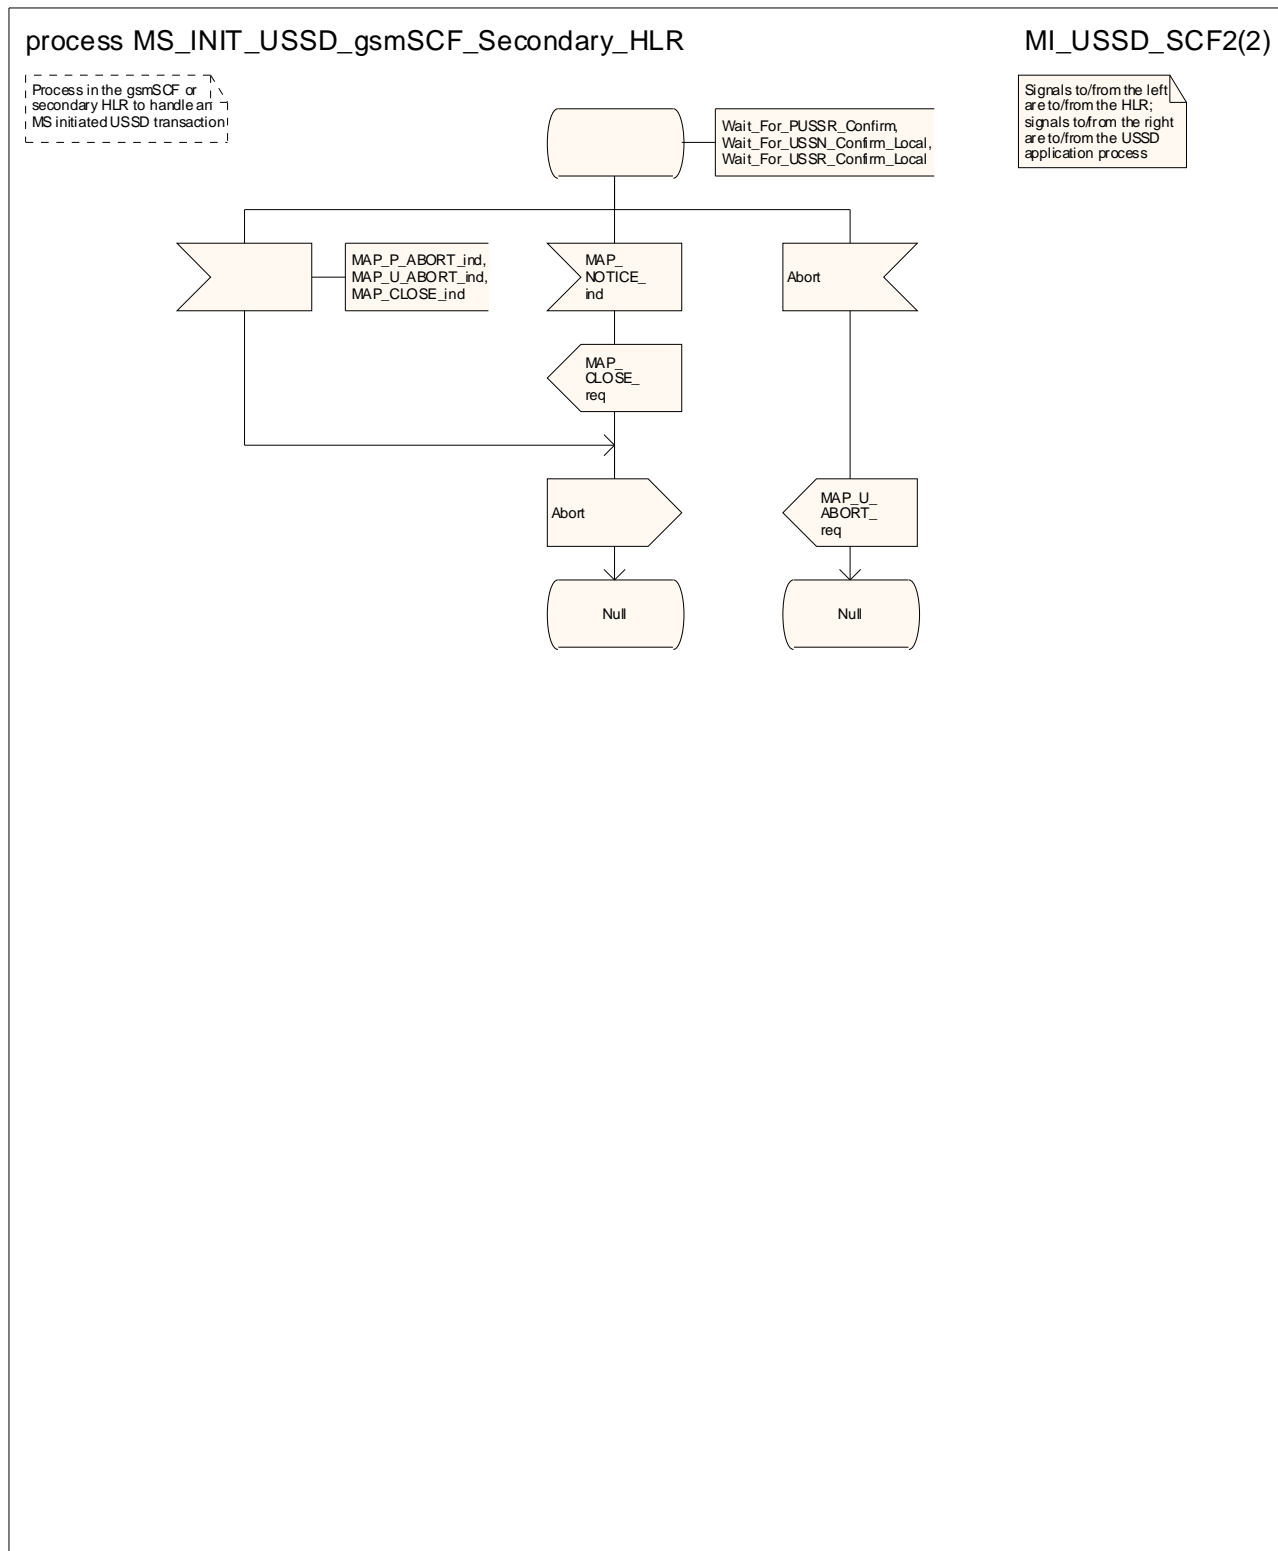 process MS_INIT_USSD_gsmSCF_Secondary_HLR
MI_USSD_SCF2(2)
Process in the gsmSCF or
secondary HLR to handle an
MS initiated USSD transaction
Signals to/from the left
are to/from the HLR;
signals to/from the right
are to/from the USSD
application process
Wait_For_PUSSR_Confirm,
Wait_For_USSN_Confirm_Local,
Wait_For_USSR_Confirm_Local
MAP_P_ABORT_ind,
MAP_U_ABORT_ind,
MAP_CLOSE_ind
MAP_
NOTICE_
ind
Abort
MAP_
CLOSE_
req
Abort
MAP_U_
ABORT_
req
Null
Null